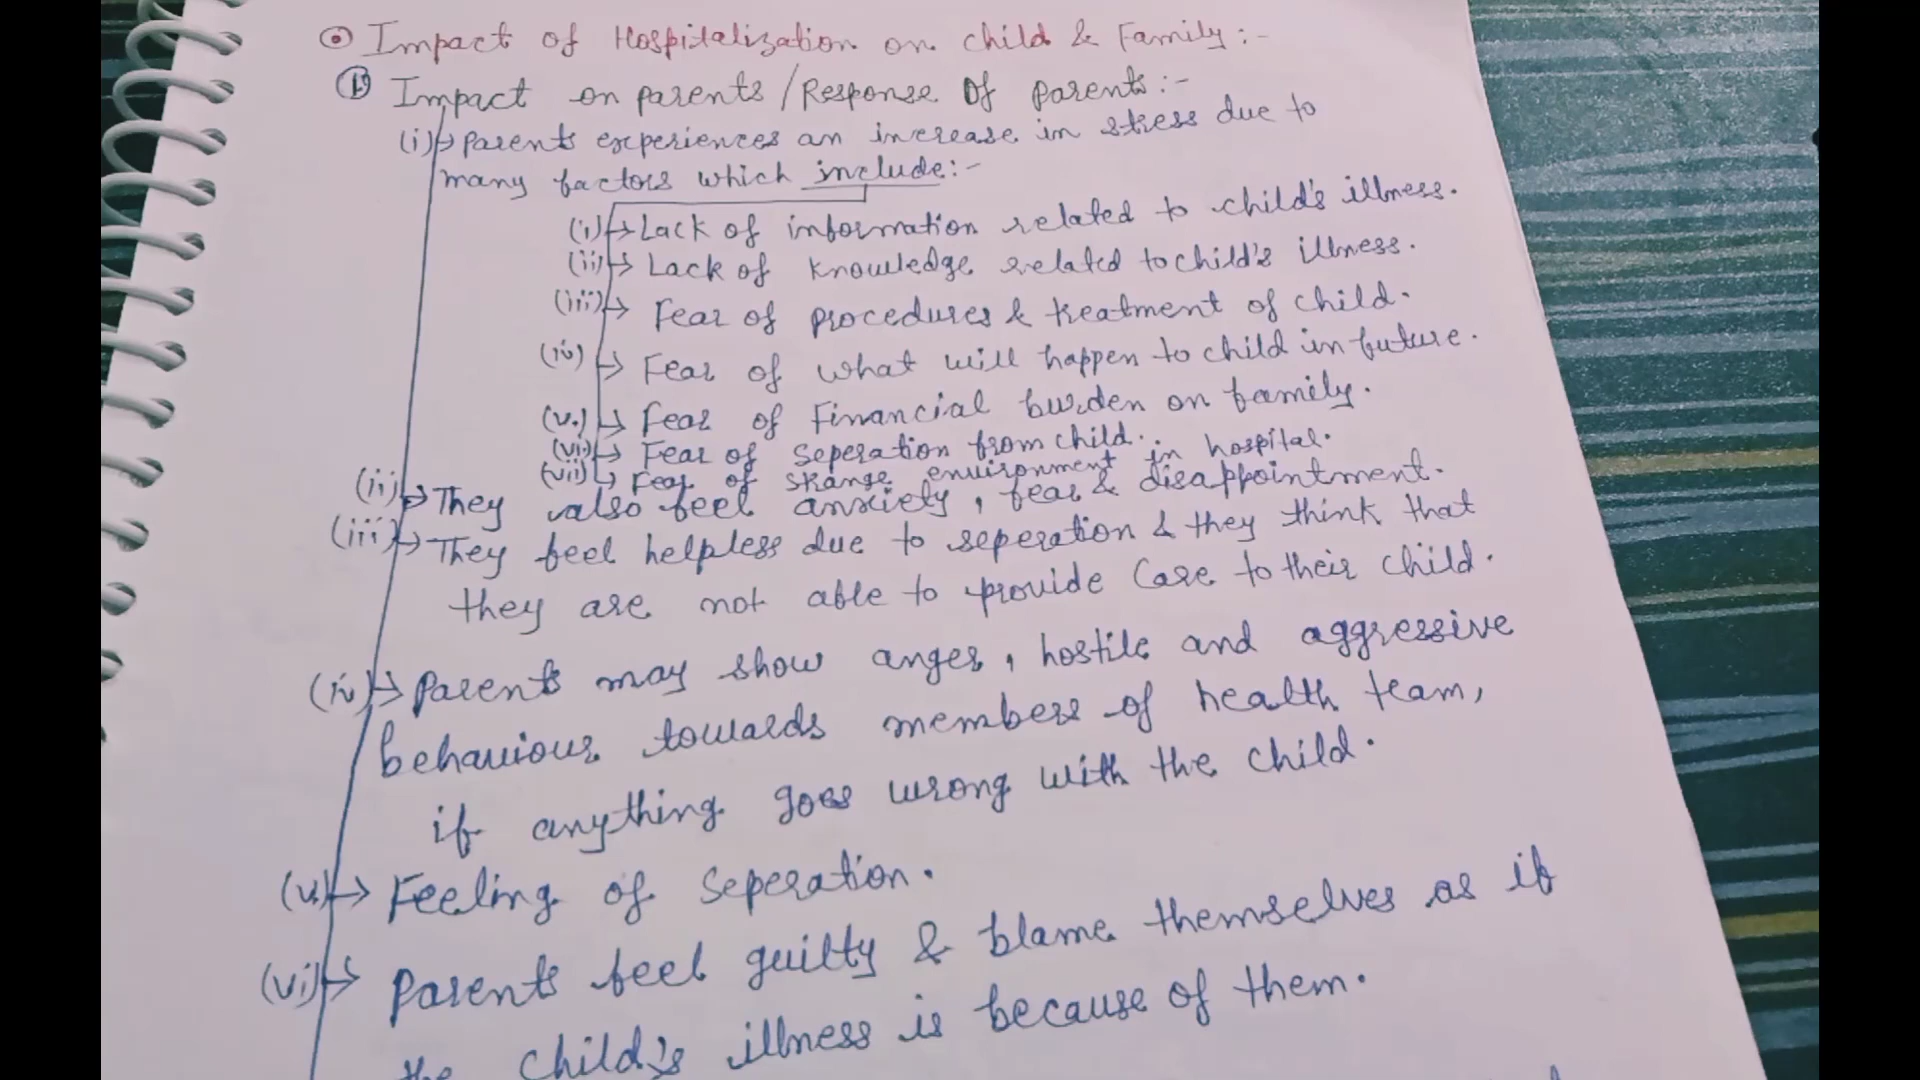 Impact of Hospitalization on child & Family:-
① Impact on parents / Response Of parents:-
(i) → Parents experiences an increase in stress due to
many factors which include:-
(i) → Lack of information related to child's illness.
(ii) → Lack of knowledge related to child's illness.
(iii) → Fear of procedures & treatment of child.
(iv) → Fear of what will happen to child in future.
(v.) → Fear of Financial burden on family.
(vi) → Fear of seperation from child.
(vii) → Fear of strange environment in hospital.
(ii) → They also feel anxiety, fear & disappointment.
(iii) → They feel helpless due to seperation & they think that
they are not able to provide Care to their child.
(iv) → Parents may show anger, hostile and aggressive
behaviour towards members of health team,
if anything goes wrong with the child.
(v.) → Feeling of Seperation.
(vi) → Parents feel guilty & blame themselves as if
the child's illness is because of them.